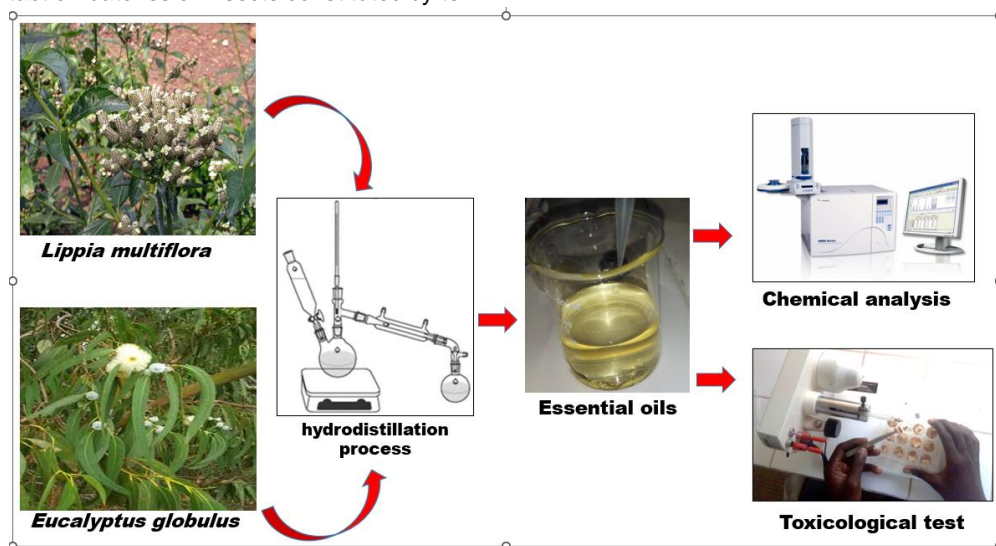 Lippia multiflora
Eucalyptus globulus
hydrodistillation
process
Essential oils
Chemical analysis
Toxicological test